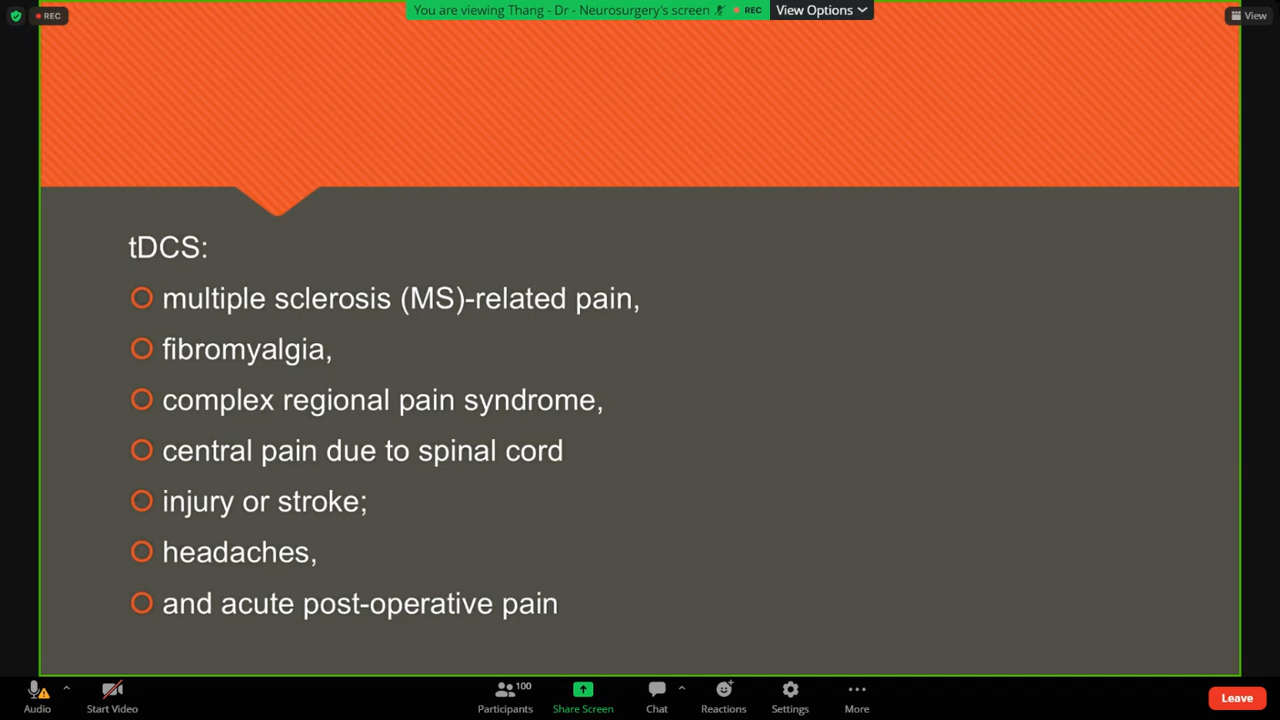 REC
You are viewing Thang - Dr - Neurosurgery's screen
REC
View Options
View
tDCS:
multiple sclerosis (MS)-related pain,
fibromyalgia,
complex regional pain syndrome,
central pain due to spinal cord
injury or stroke;
headaches,
and acute post-operative pain
Audio
Start Video
100
Participants
Share Screen
Chat
Reactions
Settings
More
Leave